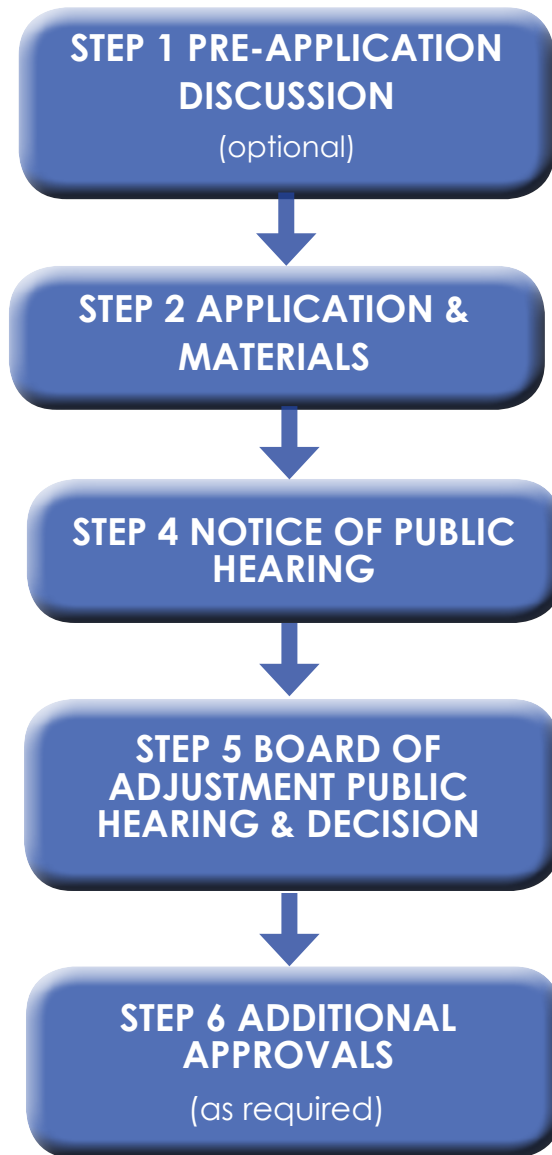 STEP 1 PRE-APPLICATION
DISCUSSION
(optional)
STEP 2 APPLICATION &
MATERIALS
STEP 4 NOTICE OF PUBLIC
HEARING
STEP 5 BOARD OF
ADJUSTMENT PUBLIC
HEARING & DECISION
STEP 6 ADDITIONAL
APPROVALS
(as required)